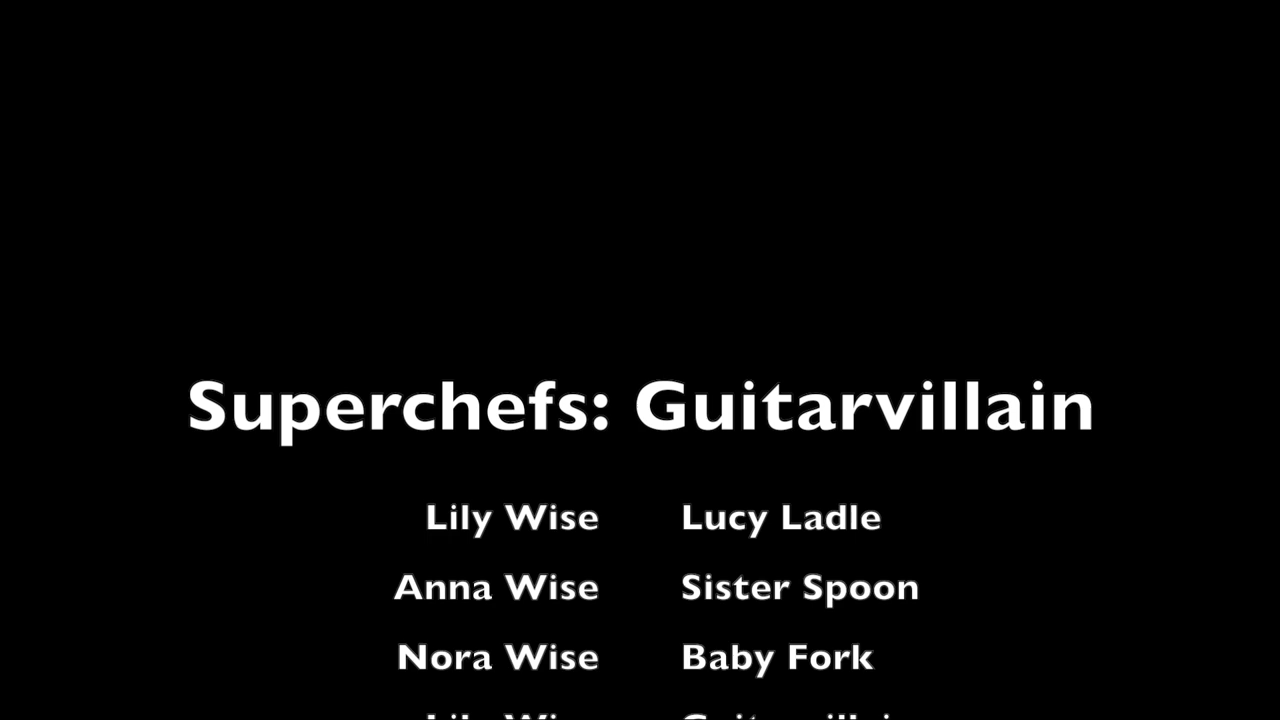 Superchefs: Guitarvillain
Lily Wise Lucy Ladle
Anna Wise Sister Spoon
Nora Wise Baby Fork